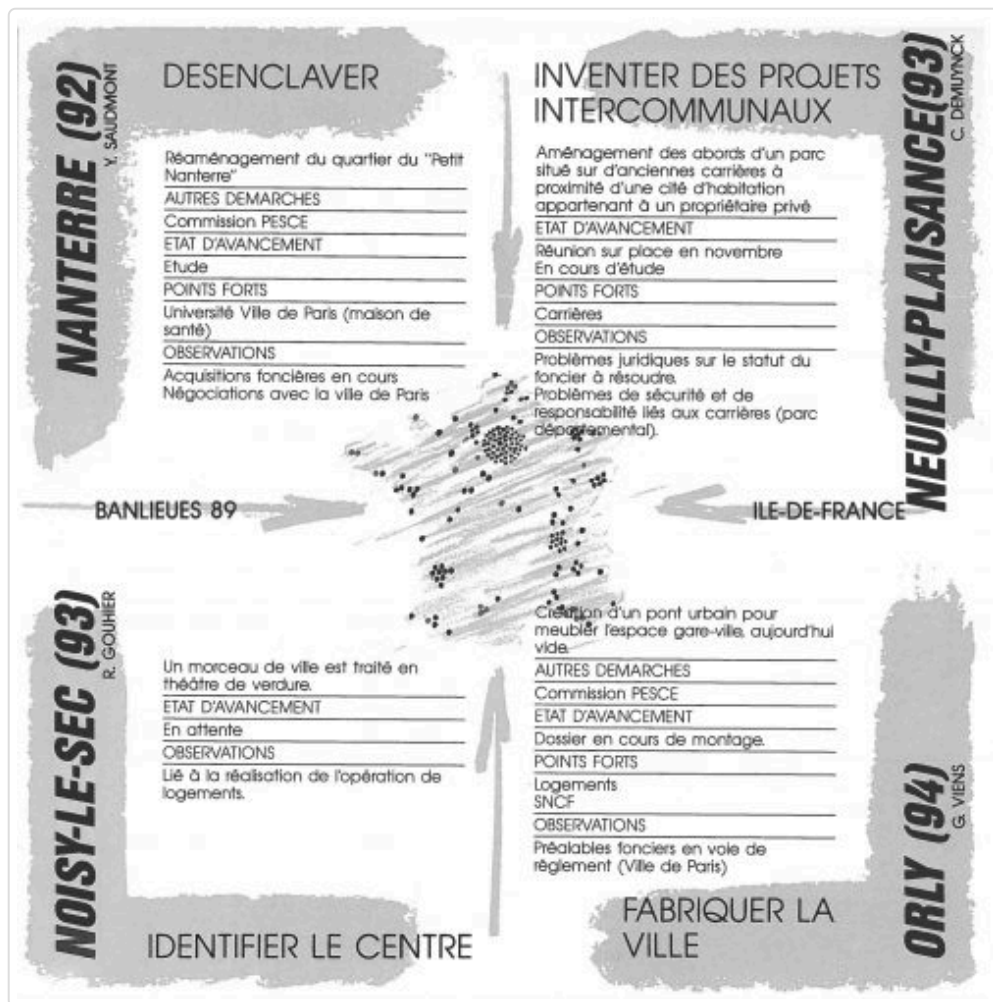 NANTERRE (92)
Y. SAUDMONT
DESENCLAVER
Réaménagement du quartier du "Petit
Nanterre"
AUTRES DEMARCHES
Commission PESCE
ETAT D'AVANCEMENT
Etude
POINTS FORTS
Université Ville de Paris (maison de
santé)
OBSERVATIONS
Acquisitions foncières en cours
Négociations avec la ville de Paris
INVENTER DES PROJETS
INTERCOMMUNAUX
NEUILLY-PLAISANCE(93)
C. DEMUYNCK
Aménagement des abords d'un parc
situé sur d'anciennes carrières à
proximité d'une cité d'habitation
appartenant à un propriétaire privé
ETAT D'AVANCEMENT
Réunion sur place en novembre
En cours d'étude
POINTS FORTS
Carrières
OBSERVATIONS
Problèmes juridiques sur le statut du
foncier à résoudre.
Problèmes de sécurité et de
responsabilité liés aux carrières (parc
départemental).
BANLIEUES 89
ILE-DE-FRANCE
NOISY-LE-SEC (93)
R. GOUHIER
Un morceau de ville est traité en
théâtre de verdure.
ETAT D'AVANCEMENT
En attente
OBSERVATIONS
Lié à la réalisation de l'opération de
logements.
IDENTIFIER LE CENTRE
Création d'un pont urbain pour
meubler l'espace gare-ville, aujourd'hui
vide.
AUTRES DEMARCHES
Commission PESCE
ETAT D'AVANCEMENT
Dossier en cours de montage.
POINTS FORTS
Logements
SNCF
OBSERVATIONS
Préalables fonciers en voie de
règlement (Ville de Paris)
FABRIQUER LA
VILLE
ORLY (94)
G. VIENS